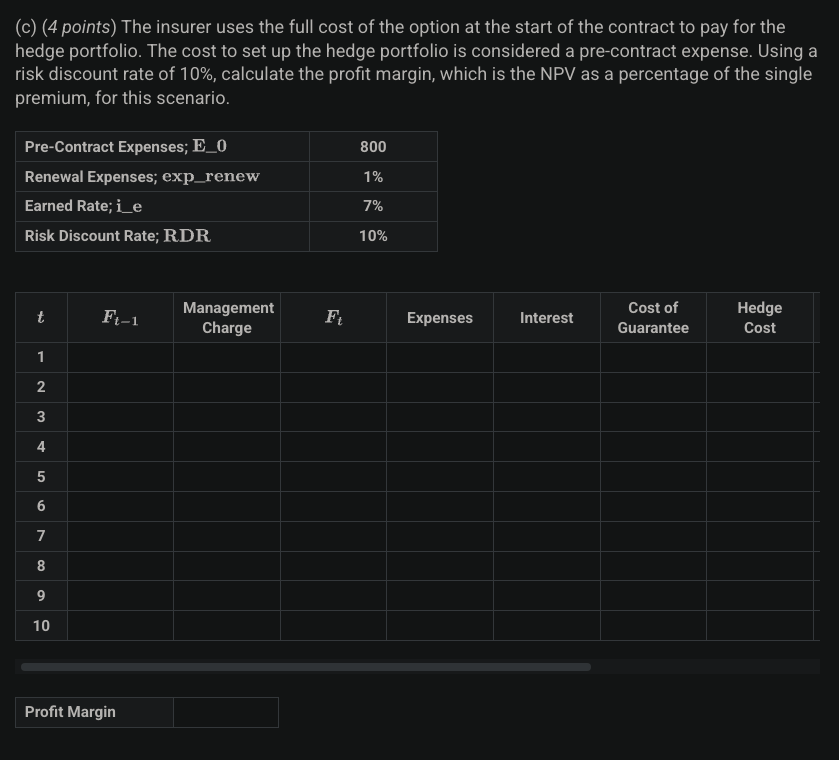 (c) (4 points) The insurer uses the full cost of the option at the start of the contract to pay for the
hedge portfolio. The cost to set up the hedge portfolio is considered a pre-contract expense. Using a
risk discount rate of 10%, calculate the profit margin, which is the NPV as a percentage of the single
premium, for this scenario.
Pre-Contract Expenses; E_0 800
Renewal Expenses; exp_renew 1%
Earned Rate; i_e 7%
Risk Discount Rate; RDR 10%
t F_{t−1} Management Charge F_t Expenses Interest Cost of Guarantee Hedge Cost
1
2
3
4
5
6
7
8
9
10
Profit Margin